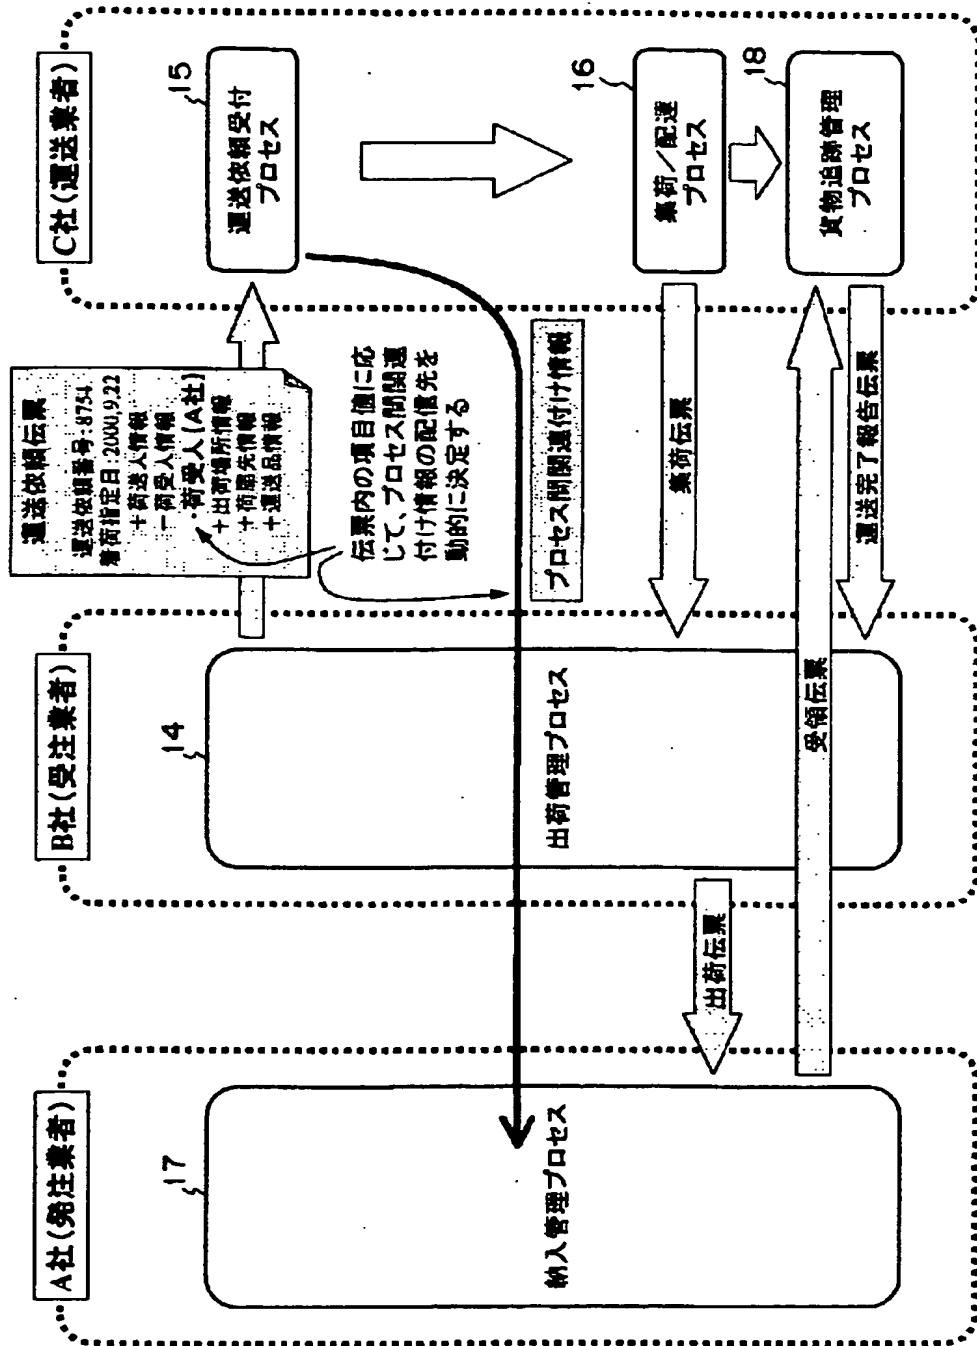 A社(発注業者)
B社(受注業者)
C社(運送業者)
17
納入管理プロセス
14
出荷管理プロセス
運送依頼伝票
運送依頼番号:8754
着荷指定日:2000,9.22
+荷送人情報
−荷受人情報
・荷受人(A社)
+出荷場所情報
+荷届先情報
+運送品情報
15
運送依頼受付
プロセス
伝票内の項目値に応
じて、プロセス間関連
付け情報の配信先を
動的に決定する
プロセス間関連付け情報
16
集荷/配達
プロセス
集荷伝票
出荷伝票
18
貨物追跡管理
プロセス
受領伝票
運送完了報告伝票